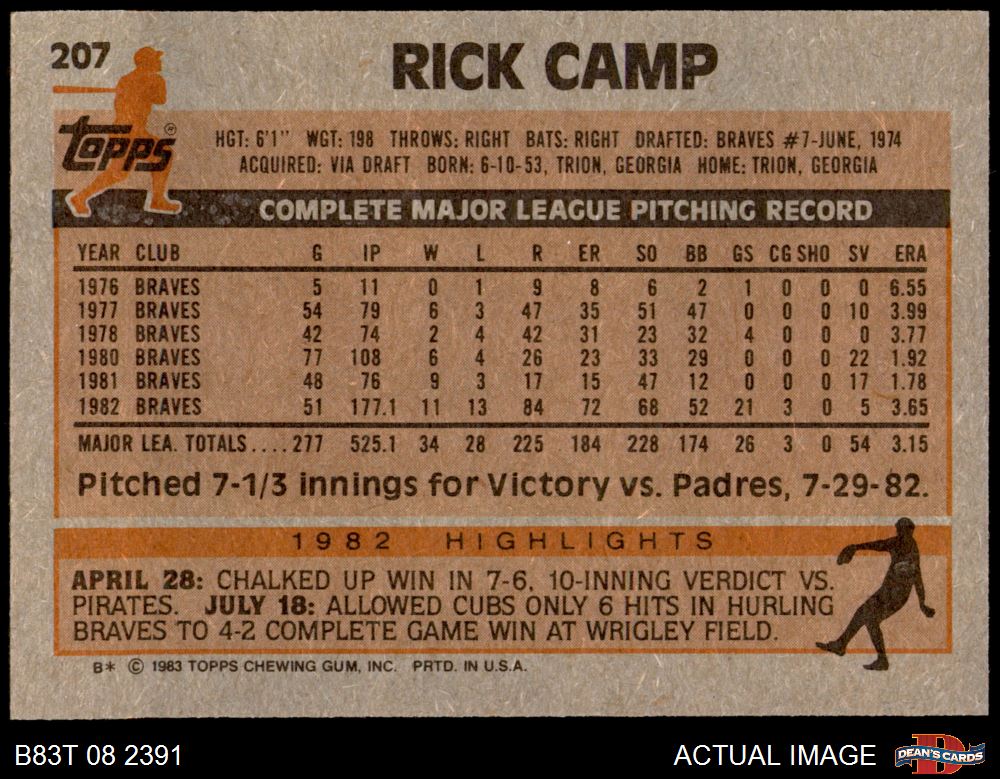 207
RICK CAMP
Topps®
HGT: 6'1" WGT: 198 THROWS: RIGHT BATS: RIGHT DRAFTED: BRAVES #7-JUNE, 1974
ACQUIRED: VIA DRAFT BORN: 6-10-53, TRION, GEORGIA HOME: TRION, GEORGIA
COMPLETE MAJOR LEAGUE PITCHING RECORD
YEAR CLUB G IP W L R ER SO BB GS CG SHO SV ERA
1976 BRAVES 5 11 0 1 9 8 6 2 1 0 0 0 6.55
1977 BRAVES 54 79 6 3 47 35 51 47 0 0 0 10 3.99
1978 BRAVES 42 74 2 4 42 31 23 32 4 0 0 0 3.77
1980 BRAVES 77 108 6 4 26 23 33 29 0 0 0 22 1.92
1981 BRAVES 48 76 9 3 17 15 47 12 0 0 0 17 1.78
1982 BRAVES 51 177.1 11 13 84 72 68 52 21 3 0 5 3.65
MAJOR LEA. TOTALS....277 525.1 34 28 225 184 228 174 26 3 0 54 3.15
Pitched 7-1/3 innings for Victory vs. Padres, 7-29-82.
1982 HIGHLIGHTS
APRIL 28: CHALKED UP WIN IN 7-6, 10-INNING VERDICT VS.
PIRATES. JULY 18: ALLOWED CUBS ONLY 6 HITS IN HURLING
BRAVES TO 4-2 COMPLETE GAME WIN AT WRIGLEY FIELD.
B* © 1983 TOPPS CHEWING GUM, INC. PRTD. IN U.S.A.
B83T 08 2391
ACTUAL IMAGE
DEAN'S CARDS